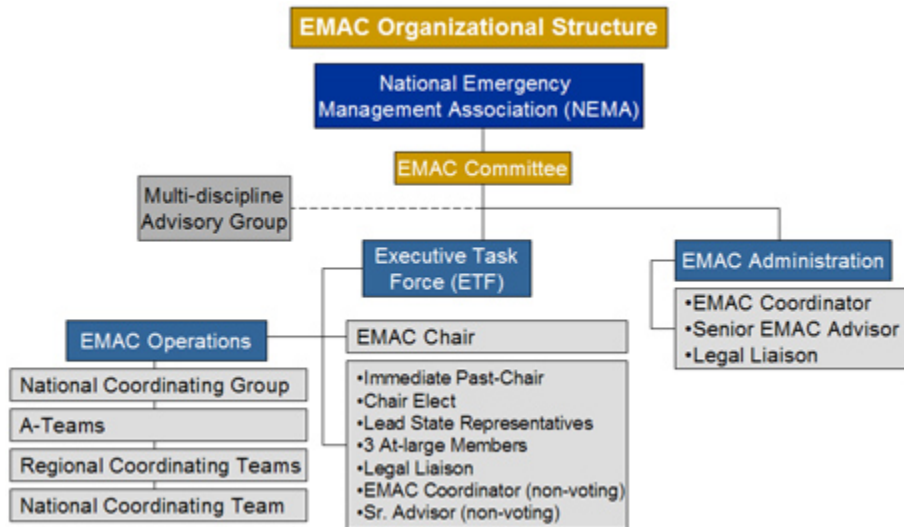 EMAC Organizational Structure
National Emergency
Management Association (NEMA)
EMAC Committee
Multi-discipline
Advisory Group
Executive Task
Force (ETF)
EMAC Administration
•EMAC Coordinator
•Senior EMAC Advisor
•Legal Liaison
EMAC Operations
EMAC Chair
National Coordinating Group
A-Teams
Regional Coordinating Teams
National Coordinating Team
•Immediate Past-Chair
•Chair Elect
•Lead State Representatives
•3 At-large Members
•Legal Liaison
•EMAC Coordinator (non-voting)
•Sr. Advisor (non-voting)